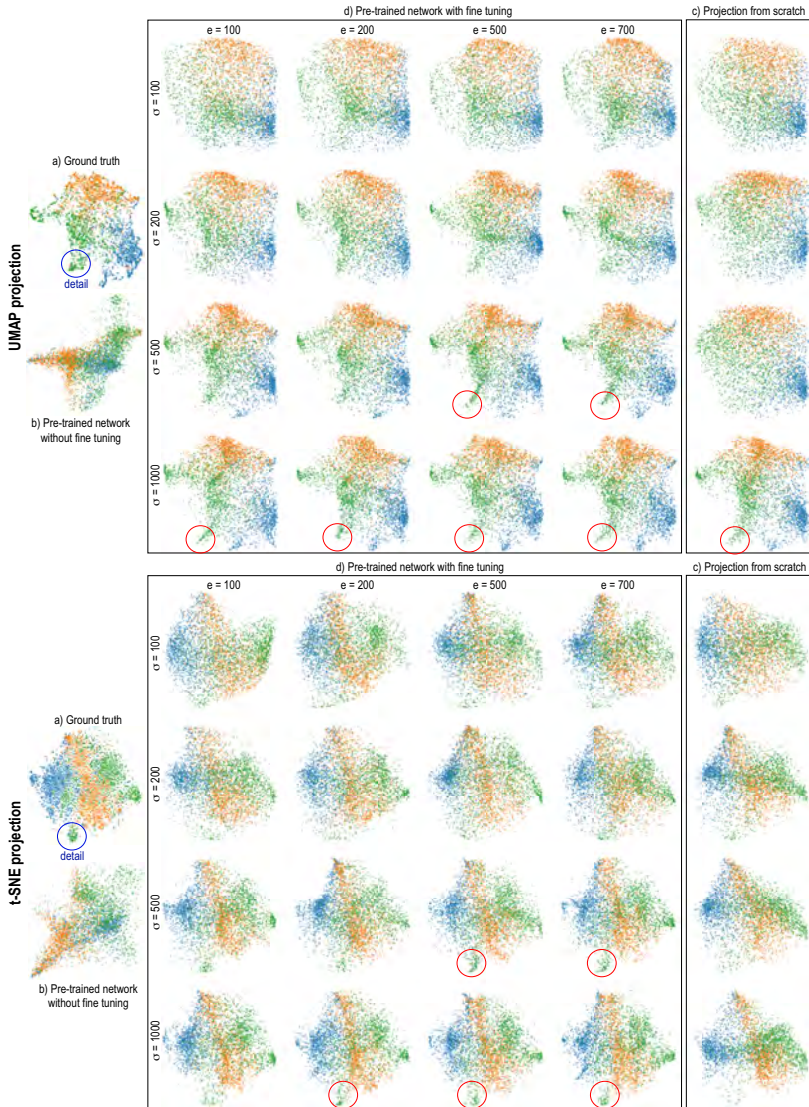 d) Pre-trained network with fine tuning
c) Projection from scratch
e = 100
e = 200
e = 500
e = 700
σ = 100
a) Ground truth
σ = 200
detail
UMAP projection
σ = 500
b) Pre-trained network
without fine tuning
σ = 1000
d) Pre-trained network with fine tuning
c) Projection from scratch
e = 100
e = 200
e = 500
e = 700
σ = 100
a) Ground truth
σ = 200
detail
t-SNE projection
σ = 500
b) Pre-trained network
without fine tuning
σ = 1000